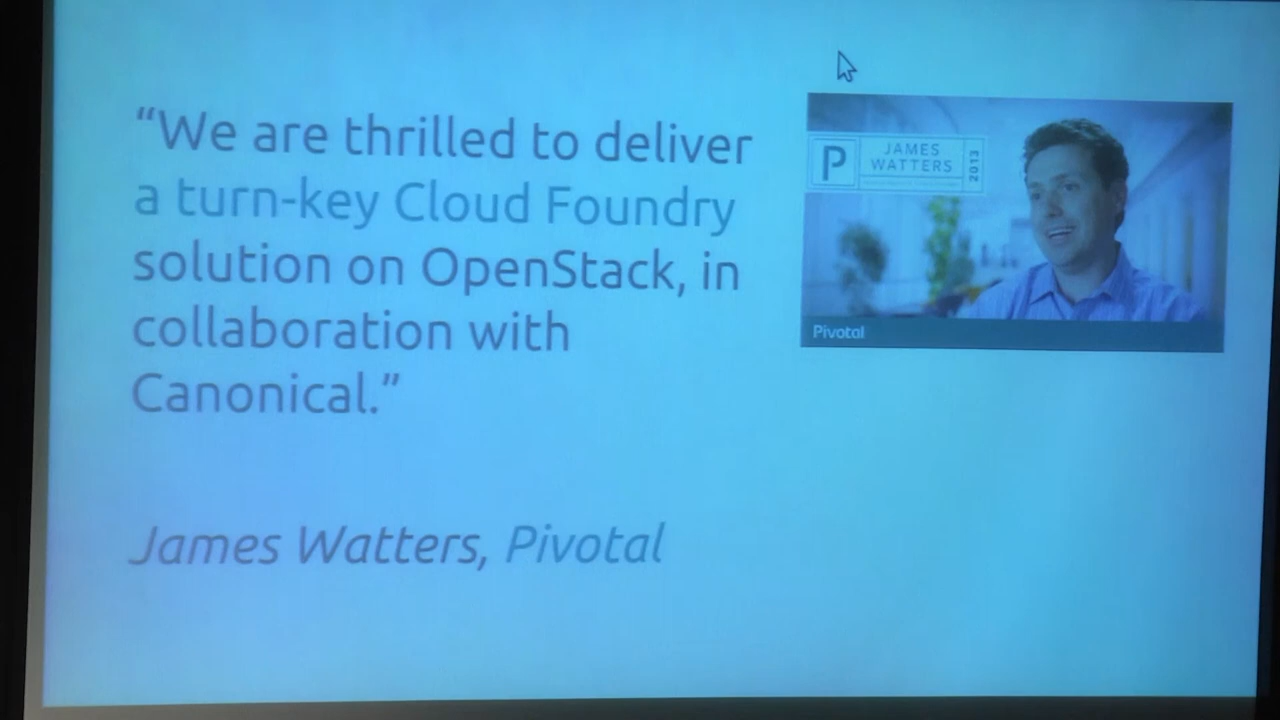 “We are thrilled to deliver
a turn-key Cloud Foundry
solution on OpenStack, in
collaboration with
Canonical.”
James Watters, Pivotal
P
JAMES
WATTERS
2013
Pivotal